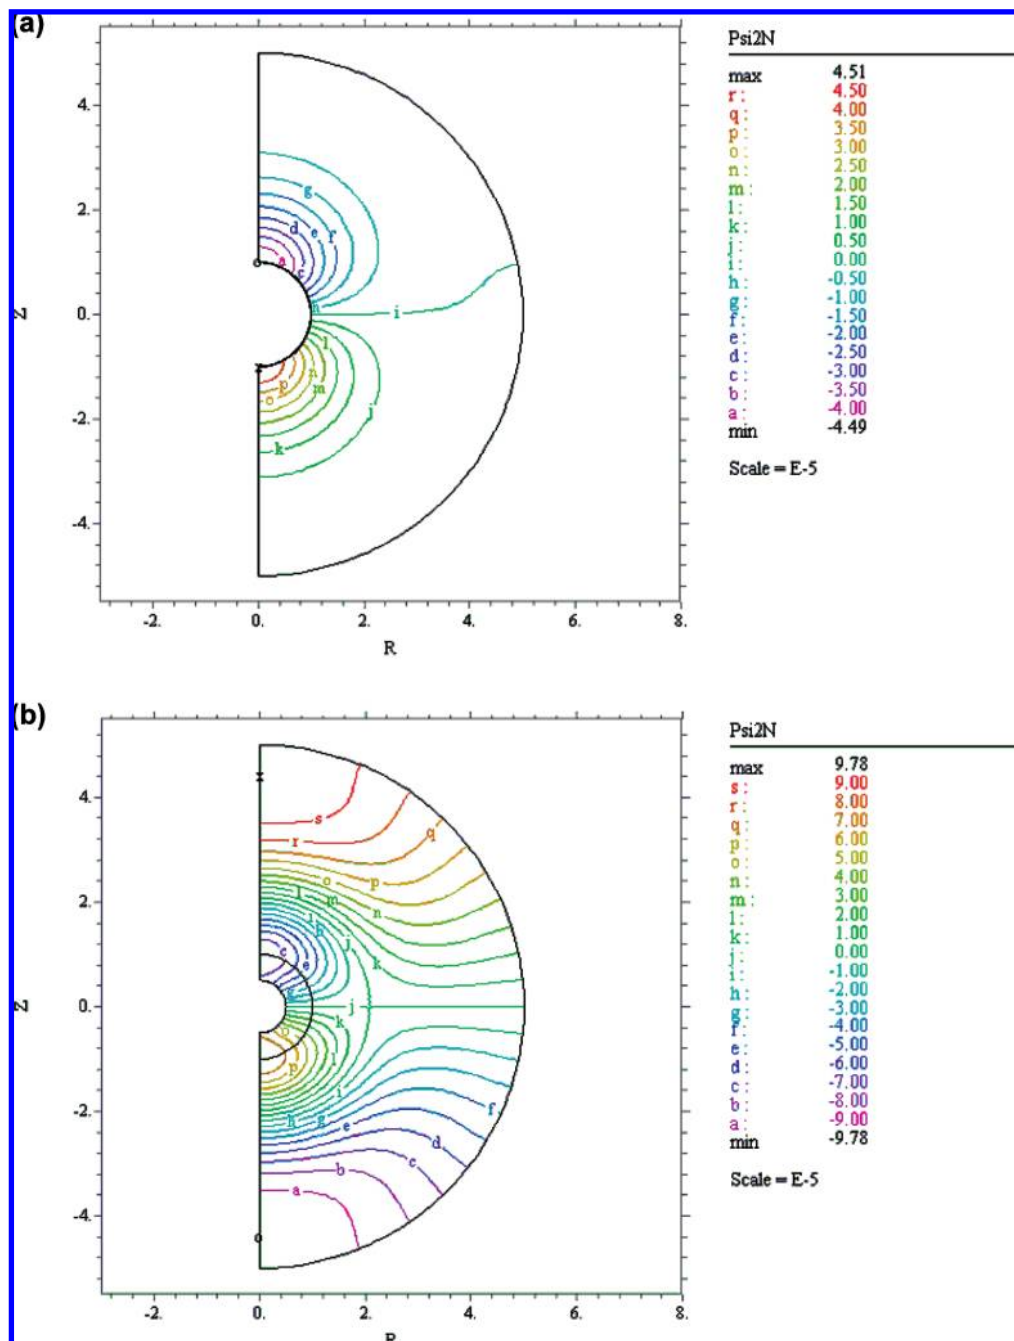 (a)
Psi2N
max 4.51
r : 4.50
q : 4.00
p : 3.50
o : 3.00
n : 2.50
m : 2.00
l : 1.50
k : 1.00
j : 0.50
i : 0.00
h : -0.50
g : -1.00
f : -1.50
e : -2.00
d : -2.50
c : -3.00
b : -3.50
a : -4.00
min -4.49
Scale = E-5
4.
2.
0.
-2.
-4.
Z
g
d e f
o a
c
h
i
l
x
p n m
o
j
k
-2. 0. 2. 4. 6. 8.
R
(b)
Psi2N
max 9.78
s : 9.00
r : 8.00
q : 7.00
p : 6.00
o : 5.00
n : 4.00
m : 3.00
l : 2.00
k : 1.00
j : 0.00
i : -1.00
h : -2.00
g : -3.00
f : -4.00
e : -5.00
d : -6.00
c : -7.00
b : -8.00
a : -9.00
min -9.78
Scale = E-5
4.
2.
0.
-2.
-4.
Z
x
s
r q
o p
l m n
i h j
c e k
g j
k
o l
p
i
h g e f
d
b c
a
o
-2. 0. 2. 4. 6. 8.
R